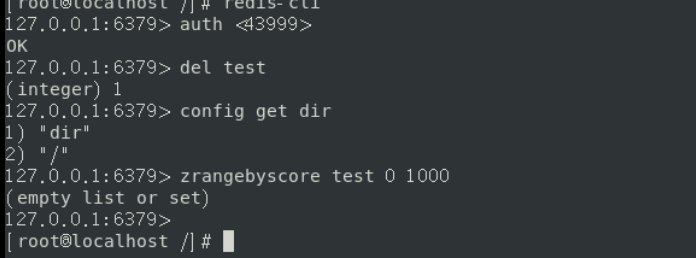 [root@localhost /]# redis-cli
127.0.0.1:6379> auth <43999>
OK
127.0.0.1:6379> del test
(integer) 1
127.0.0.1:6379> config get dir
1) "dir"
2) "/"
127.0.0.1:6379> zrangebyscore test 0 1000
(empty list or set)
127.0.0.1:6379>
[root@localhost /]#